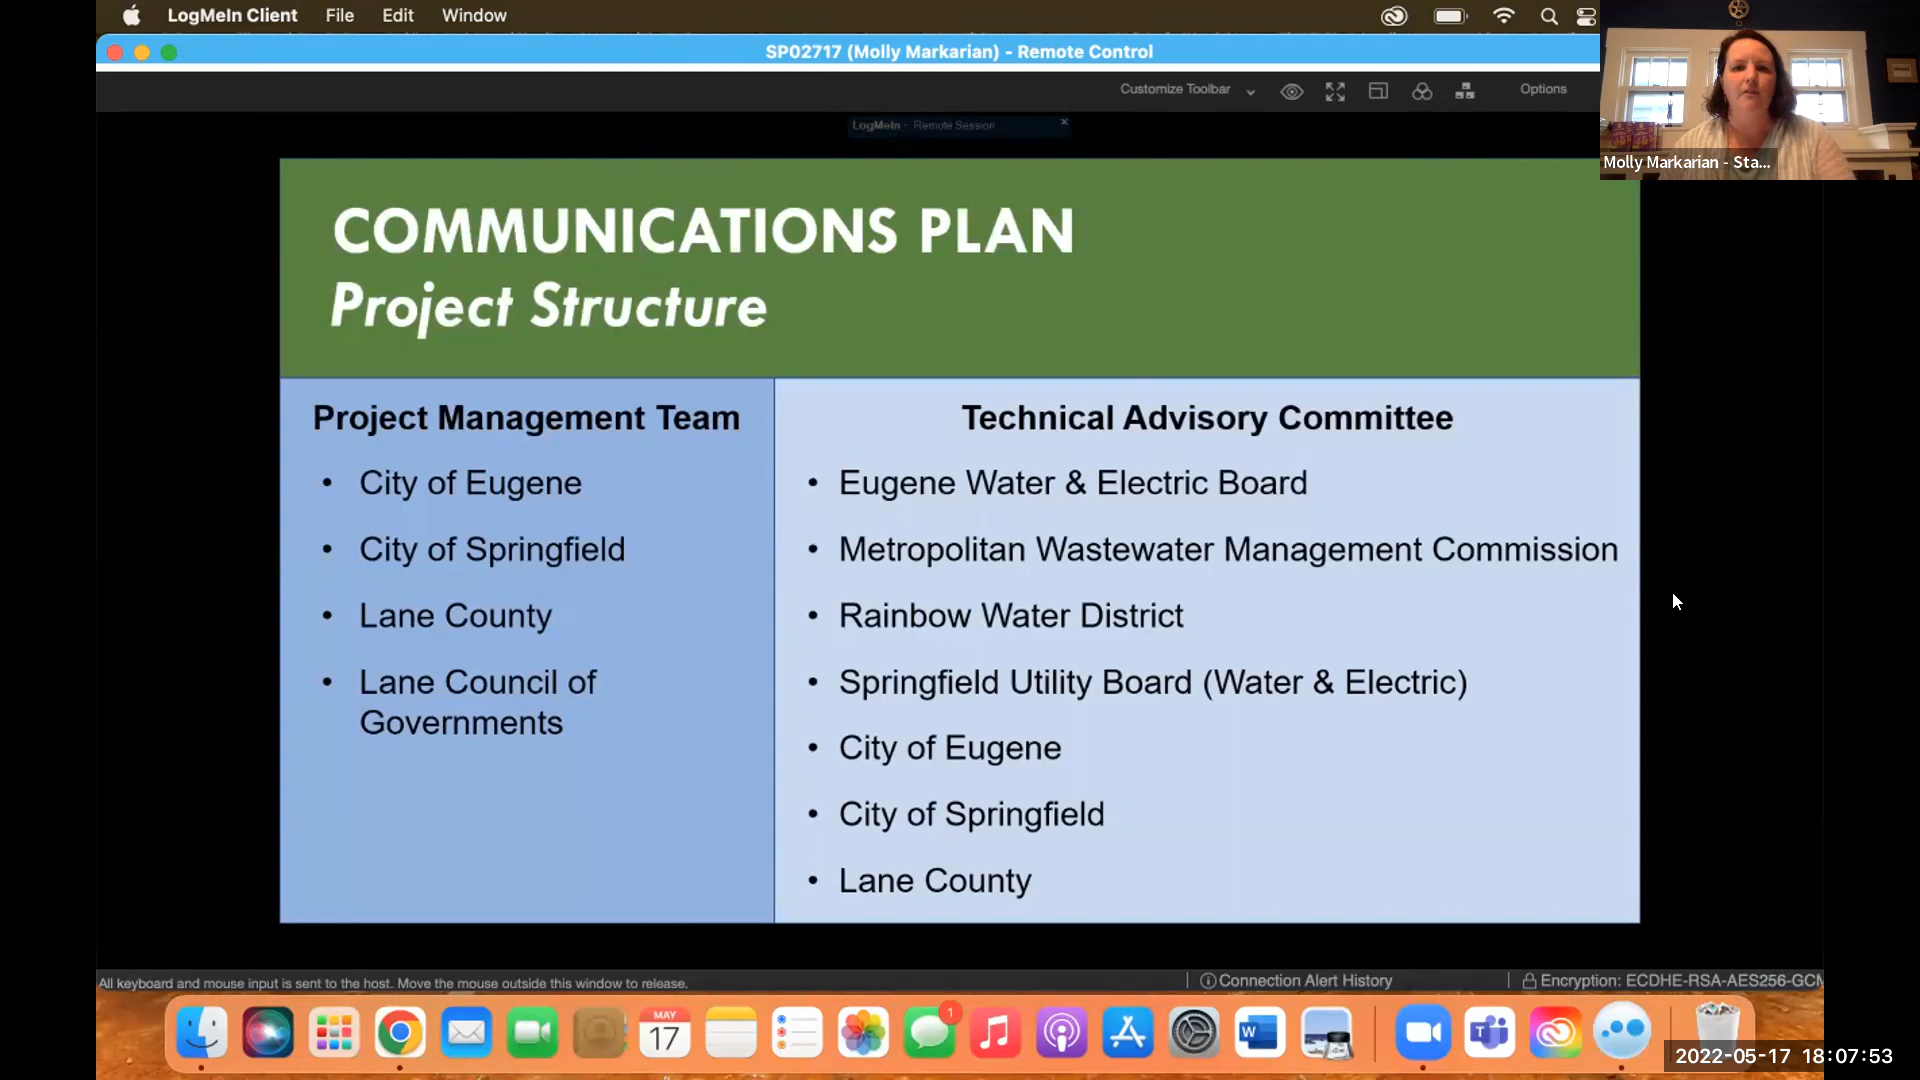 LogMeIn Client File Edit Window
SP02717 (Molly Markarian) - Remote Control
Customize Toolbar Options
LogMeIn - Remote Session
Molly Markarian - Sta...
COMMUNICATIONS PLAN
Project Structure
Project Management Team
• City of Eugene
• City of Springfield
• Lane County
• Lane Council of
Governments
Technical Advisory Committee
• Eugene Water & Electric Board
• Metropolitan Wastewater Management Commission
• Rainbow Water District
• Springfield Utility Board (Water & Electric)
• City of Eugene
• City of Springfield
• Lane County
All keyboard and mouse input is sent to the host. Move the mouse outside this window to release.
Connection Alert History
Encryption: ECDHE-RSA-AES256-GCM
MAY
17
1
W
2022-05-17 18:07:53